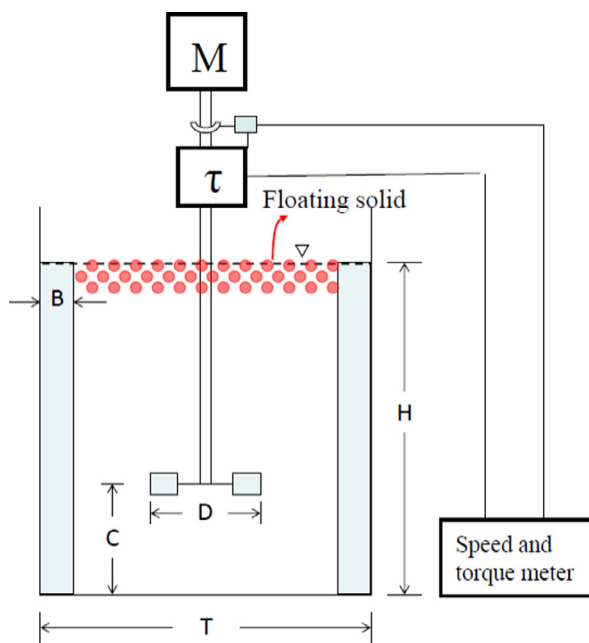 M
τ
Floating solid
B
H
D
C
Speed and
torque meter
T